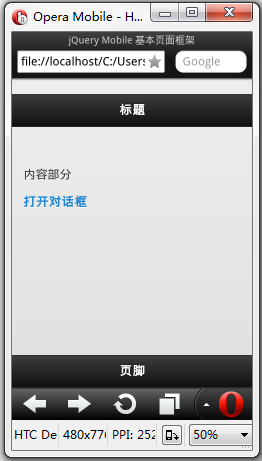 Opera Mobile - H...
jQuery Mobile 基本页面框架
file://localhost/C:/Users
Google
标题
内容部分
打开对话框
页脚
HTC De
480x77
PPI: 252
50%